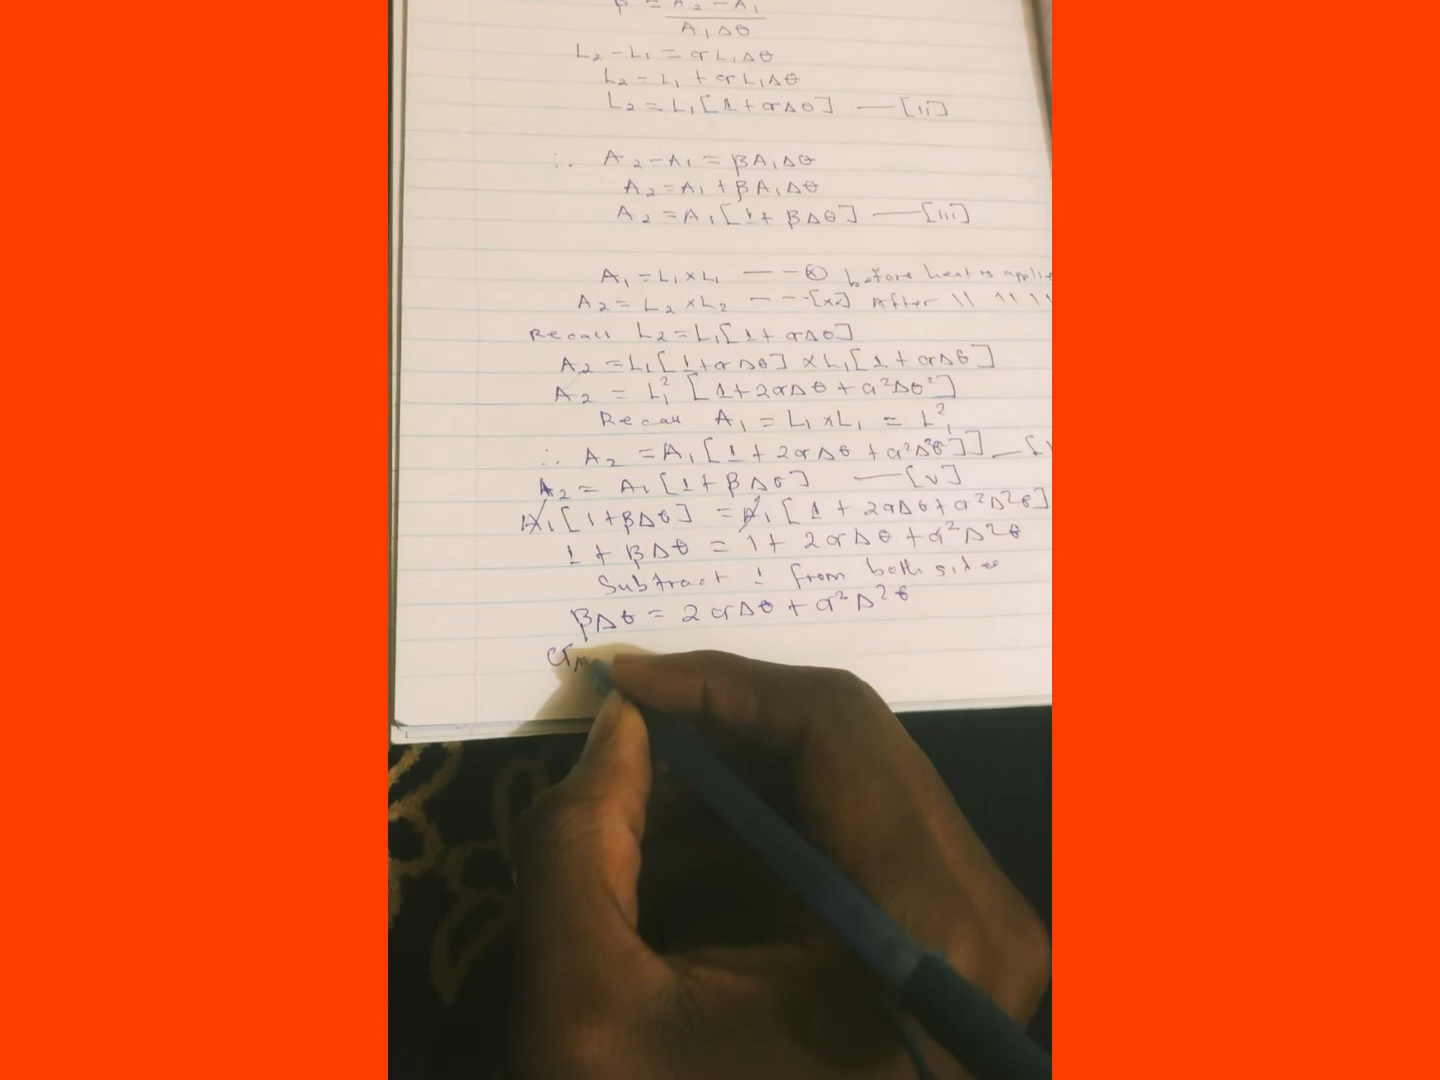 β = A₂ - A₁
A₁Δθ
L₂ - L₁ = αL₁Δθ
L₂ = L₁ + αL₁Δθ
L₂ = L₁[1 + αΔθ] — [ii]
∴ A₂ - A₁ = βA₁Δθ
A₂ = A₁ + βA₁Δθ
A₂ = A₁[1 + βΔθ] — [iii]
A₁ = L₁ × L₁ — - (x) before heat is applie
A₂ = L₂ × L₂ - - - [xx] After \\ \\ \\
Recall L₂ = L₁[1 + αΔθ]
A₂ = L₁[1 + αΔθ] × L₁[1 + αΔθ]
A₂ = L₁² [1 + 2αΔθ + α²Δθ²]
Recall A₁ = L₁ × L₁ = L₁²
∴ A₂ = A₁[1 + 2αΔθ + α²Δ²θ]] — [
A₂ = A₁[1 + βΔθ] — [v]
A₁[1 + βΔθ] = A₁[1 + 2αΔθ + α²Δ²θ]
1 + βΔθ = 1 + 2αΔθ + α²Δ²θ
Subtract 1 from both sides
βΔθ = 2αΔθ + α²Δ²θ